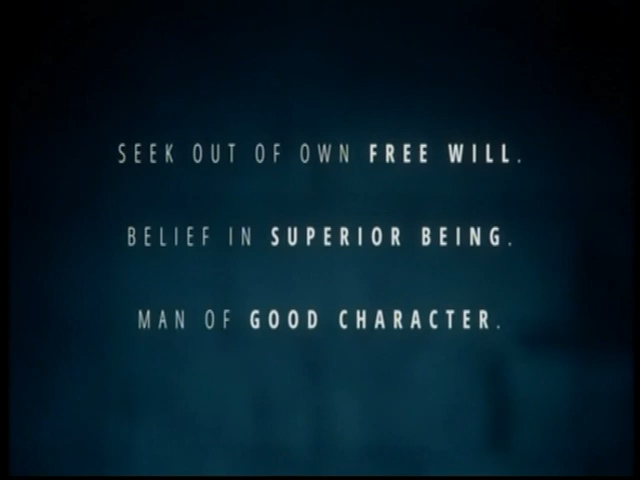 SEEK OUT OF OWN FREE WILL.
BELIEF IN SUPERIOR BEING.
MAN OF GOOD CHARACTER.